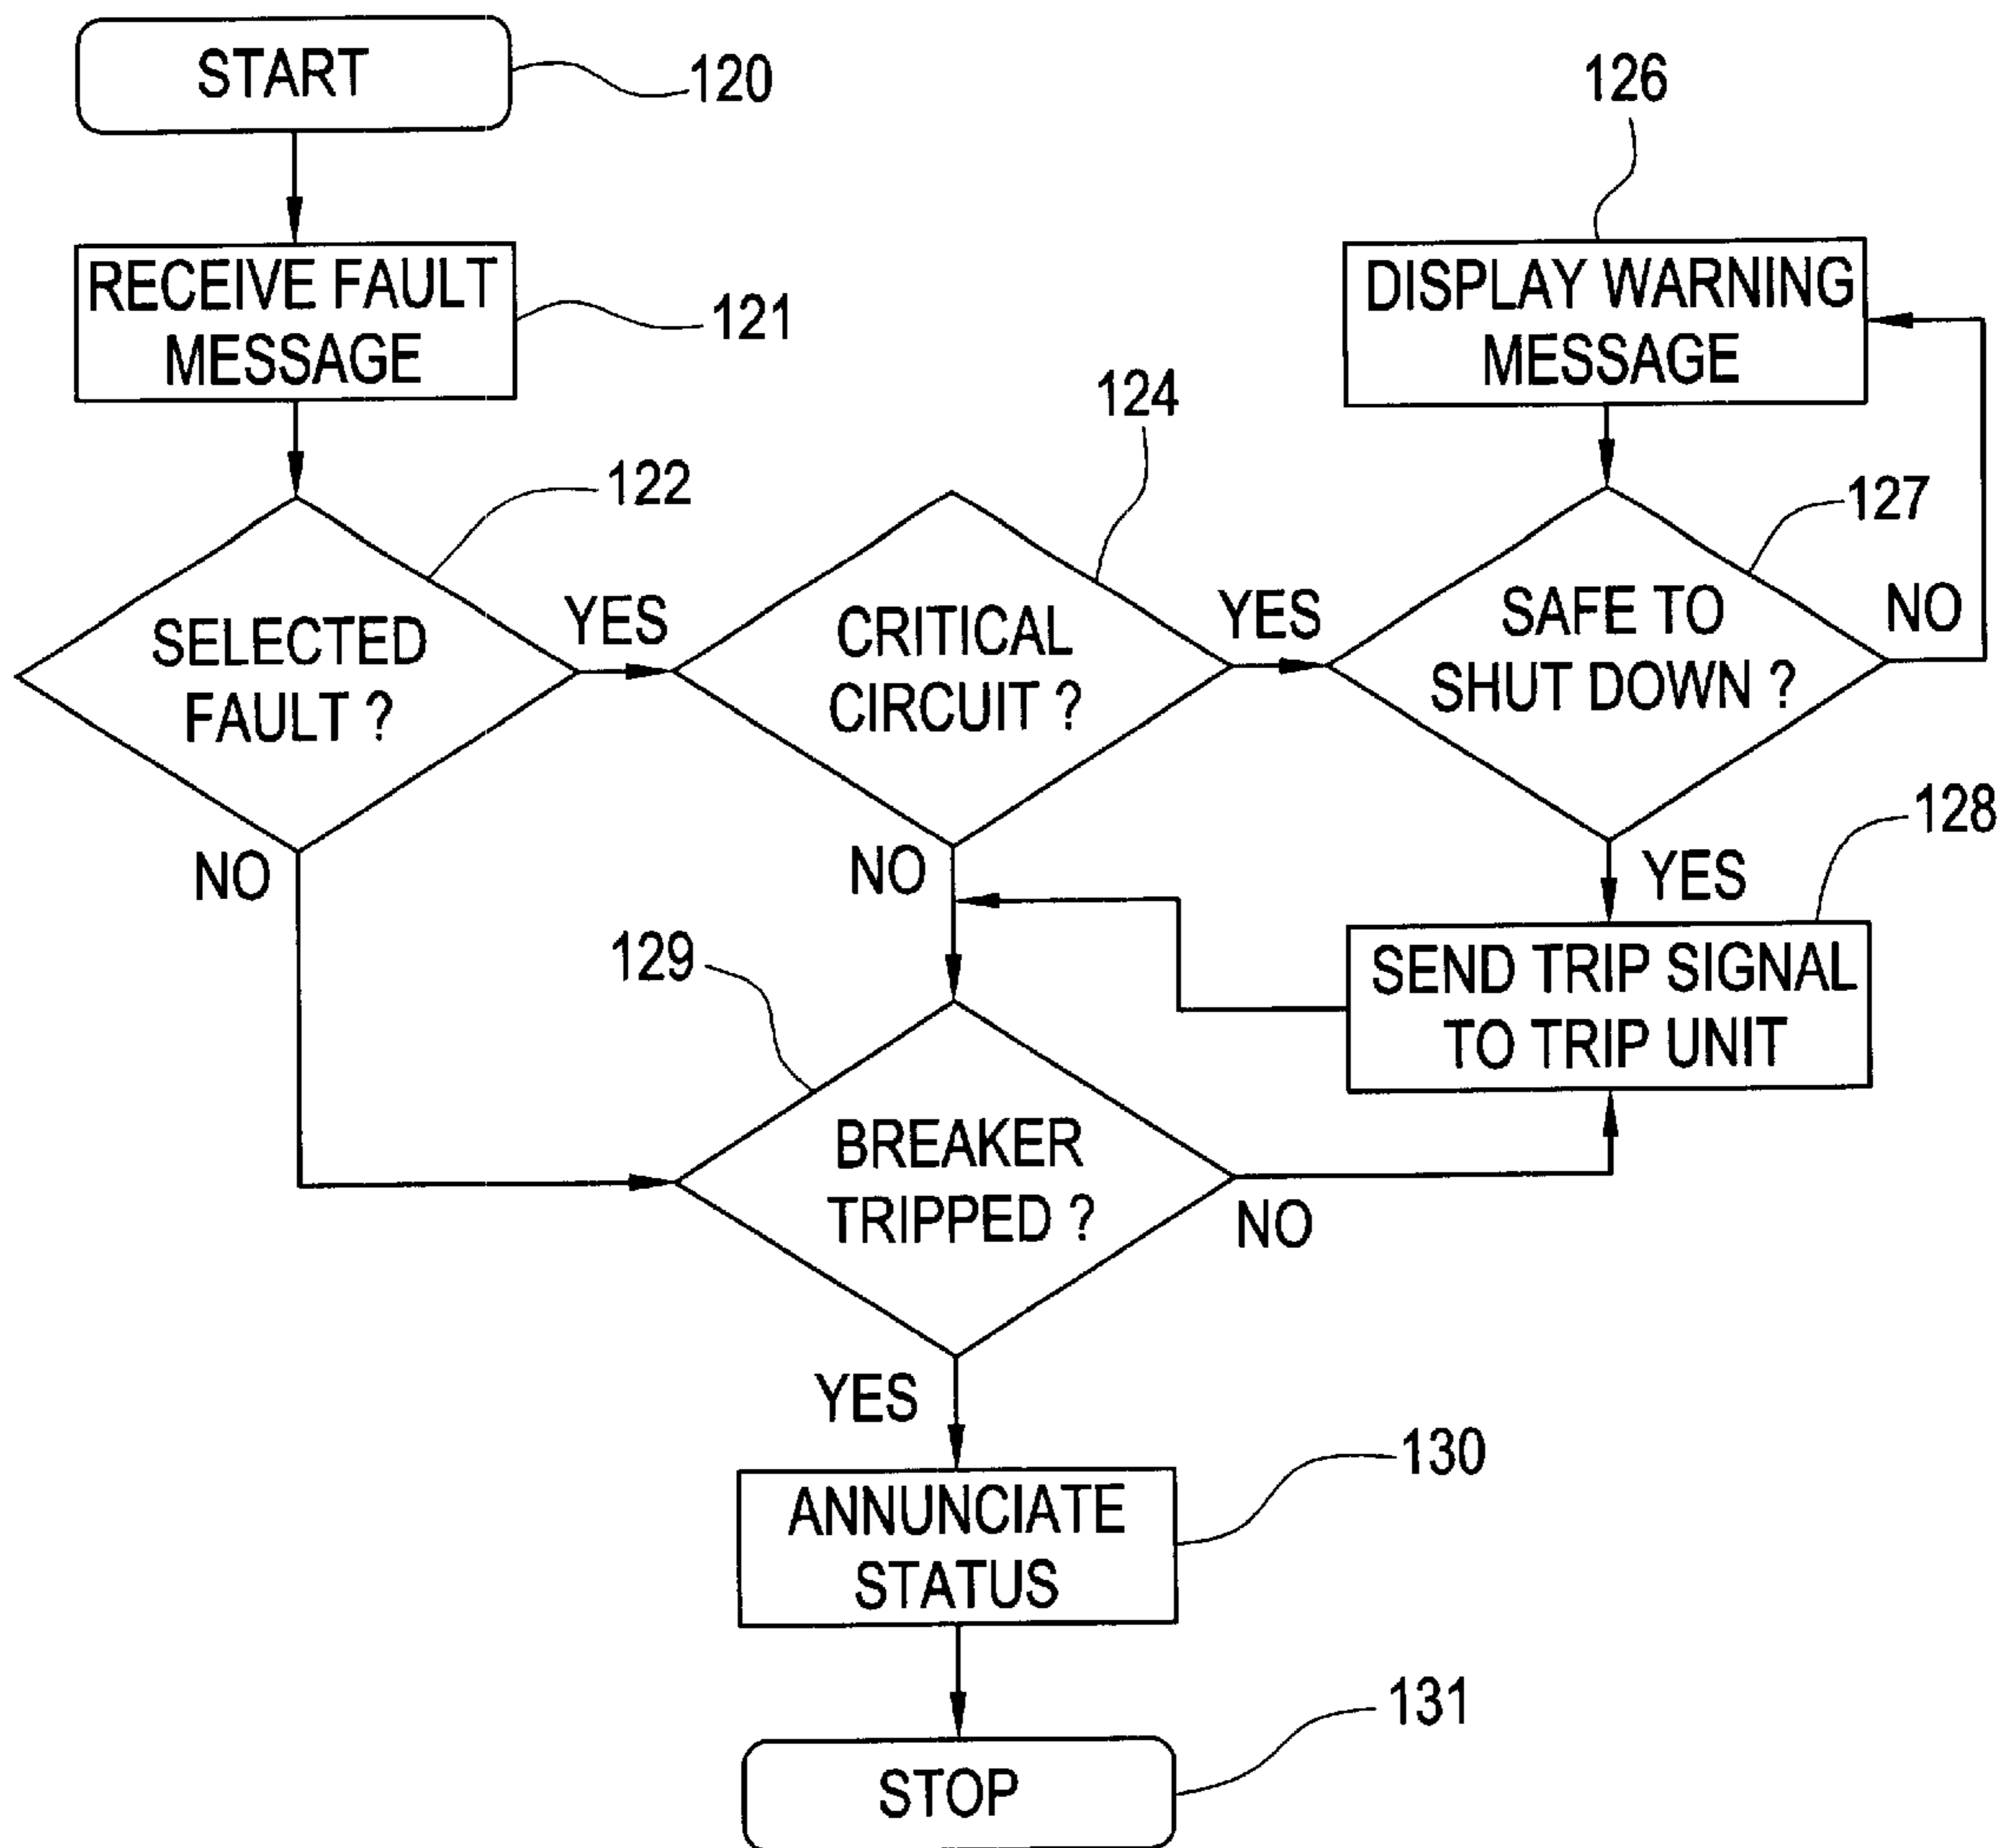 START
120
126
RECEIVE FAULT
MESSAGE
121
DISPLAY WARNING
MESSAGE
124
122
127
SELECTED
FAULT ?
YES
CRITICAL
CIRCUIT ?
YES
SAFE TO
SHUT DOWN ?
NO
NO
NO
YES
128
129
SEND TRIP SIGNAL
TO TRIP UNIT
BREAKER
TRIPPED ?
NO
YES
130
ANNUNCIATE
STATUS
131
STOP